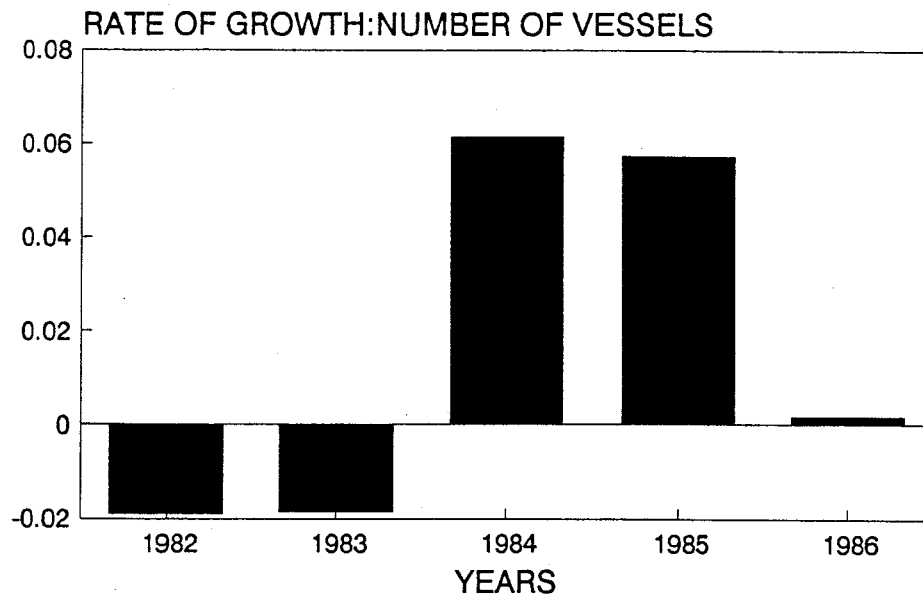 RATE OF GROWTH:NUMBER OF VESSELS
0.08
0.06
0.04
0.02
0
-0.02
1982 1983 1984 1985 1986
YEARS